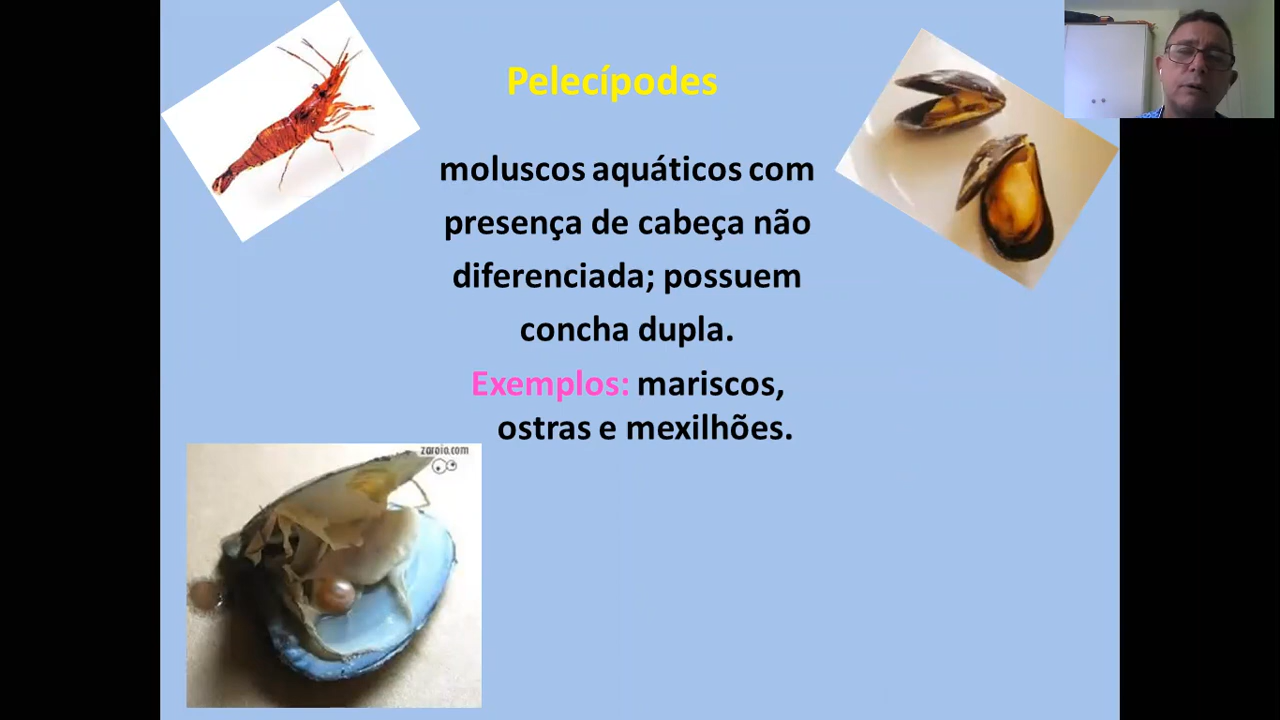 Pelecípodes
moluscos aquáticos com
presença de cabeça não
diferenciada; possuem
concha dupla.
Exemplos: mariscos,
ostras e mexilhões.
zaroio.com